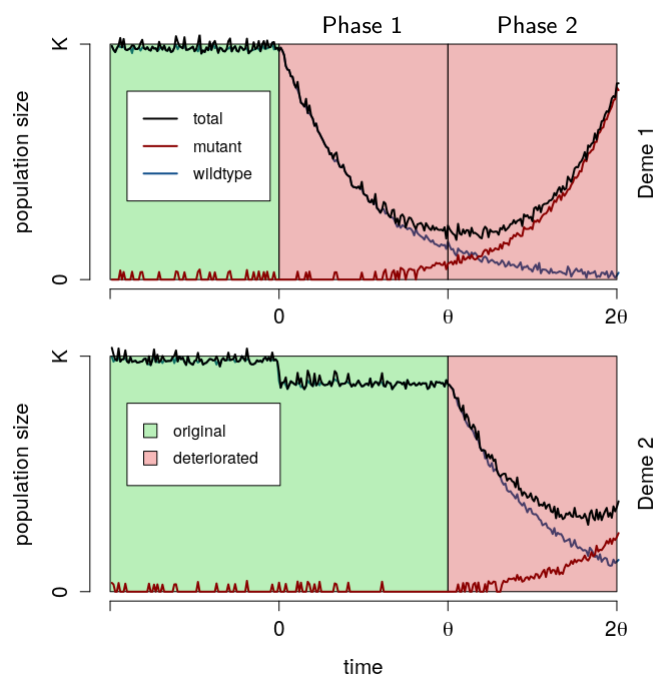 Phase 1 Phase 2
K
total
mutant
wildtype
population size
Deme 1
0
0 θ 2θ
K
original
deteriorated
population size
Deme 2
0
0 θ 2θ
time